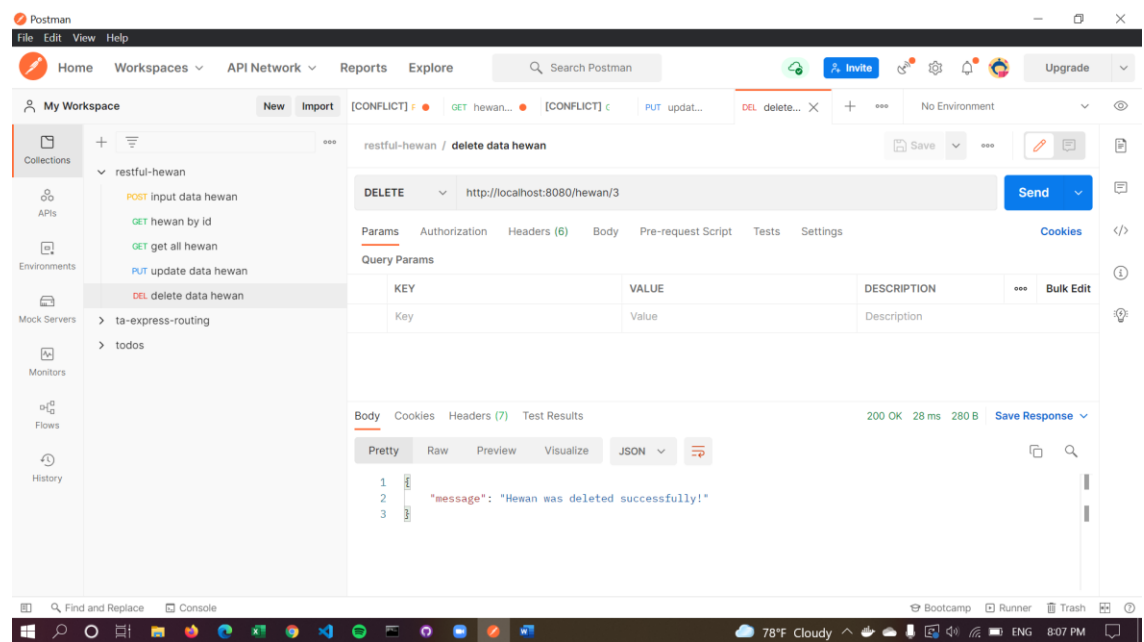 Postman
File Edit View Help
Home Workspaces API Network Reports Explore Search Postman Invite Upgrade
My Workspace New Import [CONFLICT] GET hewan... [CONFLICT] PUT updat... DEL delete... No Environment
Collections
APIs
Environments
Mock Servers
Monitors
Flows
History
restful-hewan
POST input data hewan
GET hewan by id
GET get all hewan
PUT update data hewan
DEL delete data hewan
ta-express-routing
todos
restful-hewan / delete data hewan Save
DELETE http://localhost:8080/hewan/3 Send
Params Authorization Headers (6) Body Pre-request Script Tests Settings Cookies
Query Params
KEY VALUE DESCRIPTION Bulk Edit
Key Value Description
Body Cookies Headers (7) Test Results 200 OK 28 ms 280 B Save Response
Pretty Raw Preview Visualize JSON
1 {
2 "message": "Hewan was deleted successfully!"
3 }
Find and Replace Console Bootcamp Runner Trash
78°F Cloudy ENG 8:07 PM